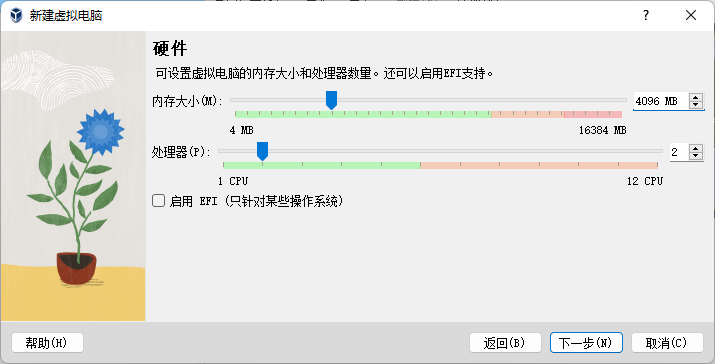 新建虚拟电脑
?
硬件
可设置虚拟电脑的内存大小和处理器数量。还可以启用EFI支持。
内存大小(M): 4096 MB
4 MB 16384 MB
处理器(P): 2
1 CPU 12 CPU
启用 EFI (只针对某些操作系统)
帮助(H) 返回(B) 下一步(N) 取消(C)